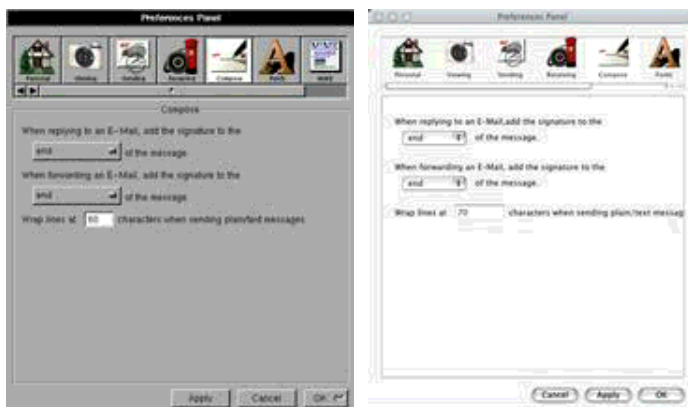 Preferences Panel
Personal Viewing Sending Receiving Compose Fonts MIME
Compose
When replying to an E-Mail, add the signature to the
end of the message
When forwarding an E-Mail, add the signature to the
end of the message
Wrap lines at 60 characters when sending plain/text messages
Apply Cancel OK
Preferences Panel
Personal Viewing Sending Receiving Compose Fonts
When replying to an E-Mail,add the signature to the
end of the message.
When forwarding an E-Mail, add the signature to the
end of the message.
Wrap lines at 70 characters when sending plain/text messag
Cancel Apply OK